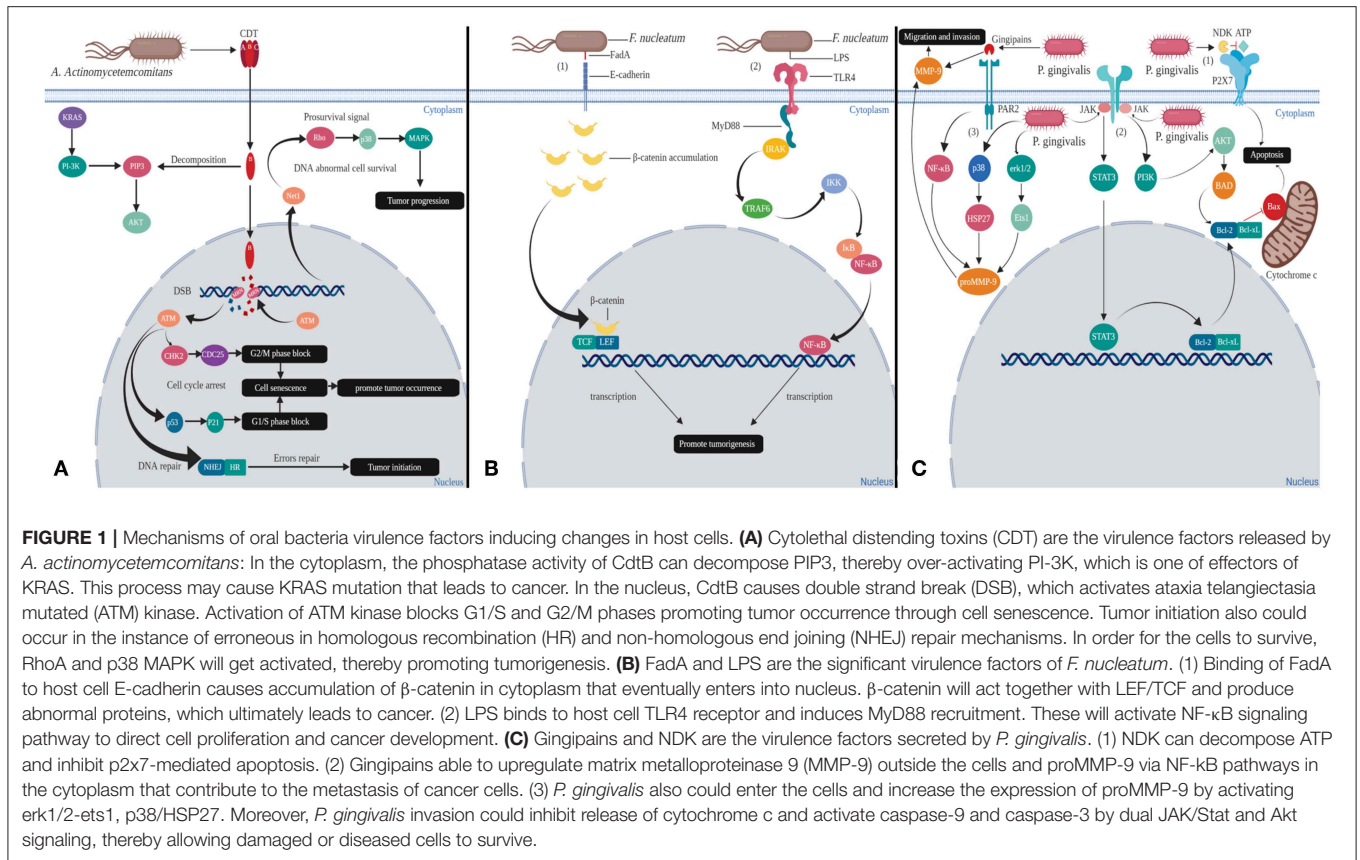 CDT
A B C
A. Actinomycetemcomitans
Cytoplasm
KRAS
Prosurvival signal
Rho
p38
MAPK
PI-3K
PIP3
Decomposition
B
DNA abnormal cell survival
Net1
Tumor progression
AKT
B
DSB
ATM
ATM
CHK2
CDC25
G2/M phase block
Cell cycle arrest
Cell senescence
promote tumor occurrence
p53
P21
G1/S phase block
DNA repair
NHEJ
HR
Errors repair
Tumor initiation
A
Nucleus
F. nucleatum
(1)
FadA
E-cadherin
F. nucleatum
(2)
LPS
TLR4
Cytoplasm
MyD88
IRAK
β-catenin accumulation
IKK
TRAF6
IκB
NF-κB
β-catenin
TCF
LEF
NF-κB
transcription
transcription
Promote tumorigenesis
B
Nucleus
Migration and invasion
Gingipains
NDK ATP
(1)
MMP-9
P. gingivalis
P. gingivalis
P2X7
Cytoplasm
PAR2
JAK
JAK
(3)
(2)
P. gingivalis
P. gingivalis
AKT
Apoptosis
NF-κB
p38
erk1/2
STAT3
PI3K
BAD
Bax
HSP27
Ets1
Bcl-2
Bcl-xL
Cytochrome c
proMMP-9
STAT3
Bcl-2
Bcl-xL
C
Nucleus
FIGURE 1 | Mechanisms of oral bacteria virulence factors inducing changes in host cells. (A) Cytolethal distending toxins (CDT) are the virulence factors released by
A. actinomycetemcomitans: In the cytoplasm, the phosphatase activity of CdtB can decompose PIP3, thereby over-activating PI-3K, which is one of effectors of
KRAS. This process may cause KRAS mutation that leads to cancer. In the nucleus, CdtB causes double strand break (DSB), which activates ataxia telangiectasia
mutated (ATM) kinase. Activation of ATM kinase blocks G1/S and G2/M phases promoting tumor occurrence through cell senescence. Tumor initiation also could
occur in the instance of erroneous in homologous recombination (HR) and non-homologous end joining (NHEJ) repair mechanisms. In order for the cells to survive,
RhoA and p38 MAPK will get activated, thereby promoting tumorigenesis. (B) FadA and LPS are the significant virulence factors of F. nucleatum. (1) Binding of FadA
to host cell E-cadherin causes accumulation of β-catenin in cytoplasm that eventually enters into nucleus. β-catenin will act together with LEF/TCF and produce
abnormal proteins, which ultimately leads to cancer. (2) LPS binds to host cell TLR4 receptor and induces MyD88 recruitment. These will activate NF-κB signaling
pathway to direct cell proliferation and cancer development. (C) Gingipains and NDK are the virulence factors secreted by P. gingivalis. (1) NDK can decompose ATP
and inhibit p2x7-mediated apoptosis. (2) Gingipains able to upregulate matrix metalloproteinase 9 (MMP-9) outside the cells and proMMP-9 via NF-kB pathways in
the cytoplasm that contribute to the metastasis of cancer cells. (3) P. gingivalis also could enter the cells and increase the expression of proMMP-9 by activating
erk1/2-ets1, p38/HSP27. Moreover, P. gingivalis invasion could inhibit release of cytochrome c and activate caspase-9 and caspase-3 by dual JAK/Stat and Akt
signaling, thereby allowing damaged or diseased cells to survive.